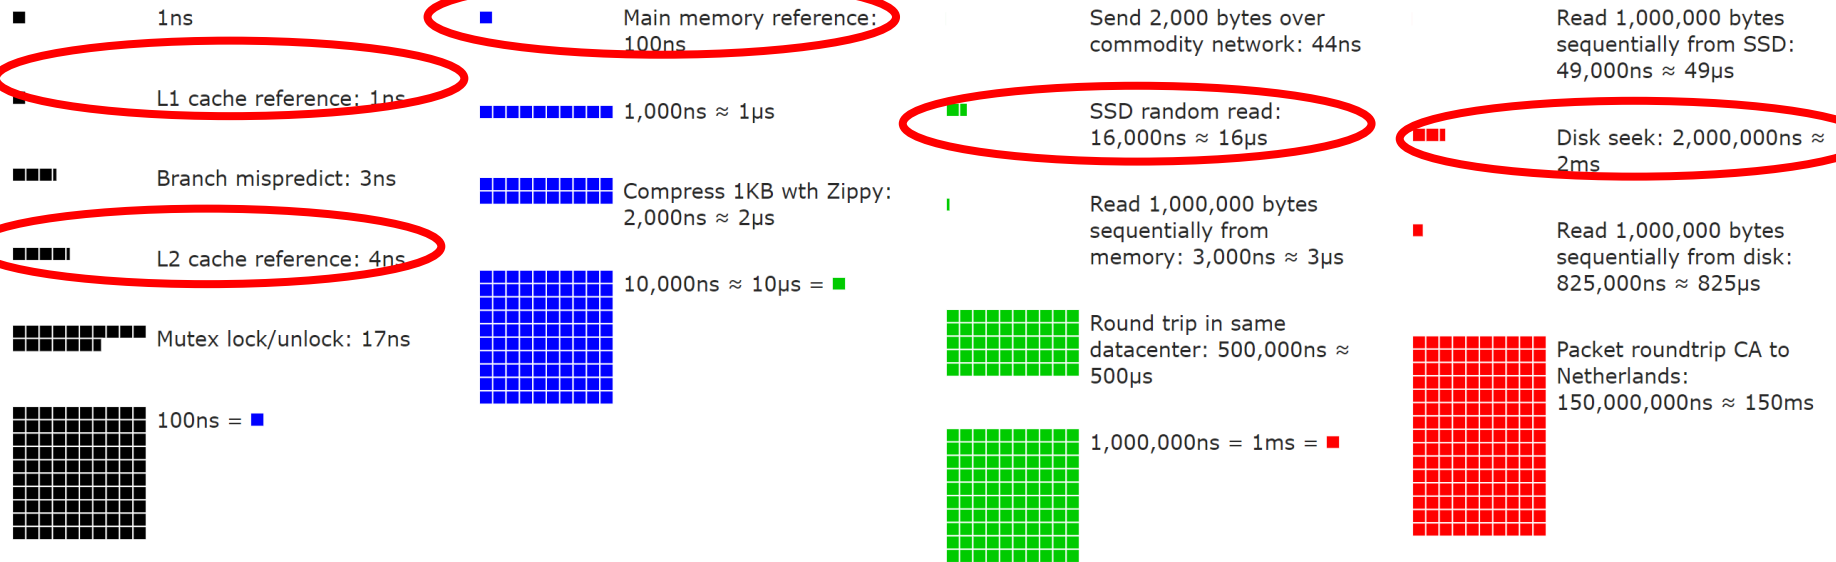 1ns
L1 cache reference: 1ns
Branch mispredict: 3ns
L2 cache reference: 4ns
Mutex lock/unlock: 17ns
100ns =
Main memory reference:
100ns
1,000ns ≈ 1μs
Compress 1KB wth Zippy:
2,000ns ≈ 2μs
10,000ns ≈ 10μs =
Send 2,000 bytes over
commodity network: 44ns
SSD random read:
16,000ns ≈ 16μs
Read 1,000,000 bytes
sequentially from
memory: 3,000ns ≈ 3μs
Round trip in same
datacenter: 500,000ns ≈
500μs
1,000,000ns = 1ms =
Read 1,000,000 bytes
sequentially from SSD:
49,000ns ≈ 49μs
Disk seek: 2,000,000ns ≈
2ms
Read 1,000,000 bytes
sequentially from disk:
825,000ns ≈ 825μs
Packet roundtrip CA to
Netherlands:
150,000,000ns ≈ 150ms